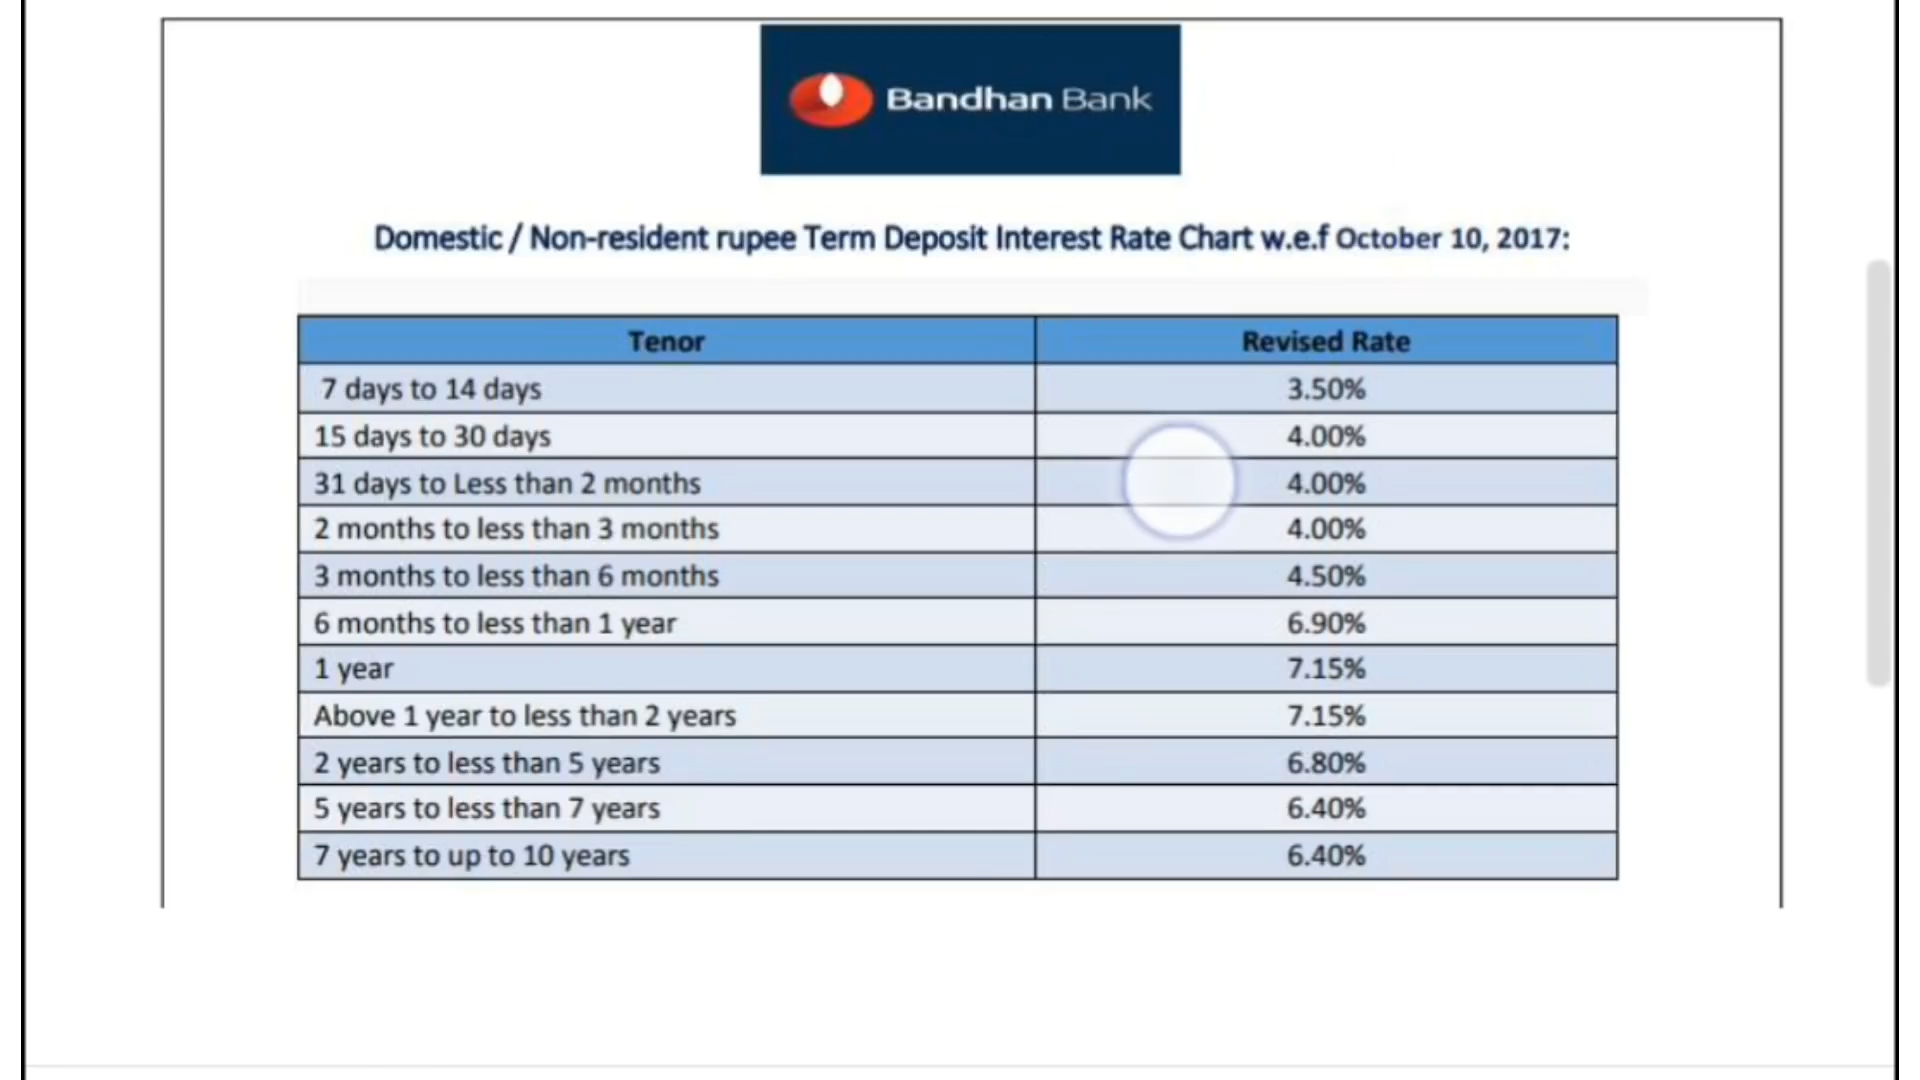 Bandhan Bank
Domestic / Non-resident rupee Term Deposit Interest Rate Chart w.e.f October 10, 2017:
Tenor Revised Rate
7 days to 14 days 3.50%
15 days to 30 days 4.00%
31 days to Less than 2 months 4.00%
2 months to less than 3 months 4.00%
3 months to less than 6 months 4.50%
6 months to less than 1 year 6.90%
1 year 7.15%
Above 1 year to less than 2 years 7.15%
2 years to less than 5 years 6.80%
5 years to less than 7 years 6.40%
7 years to up to 10 years 6.40%